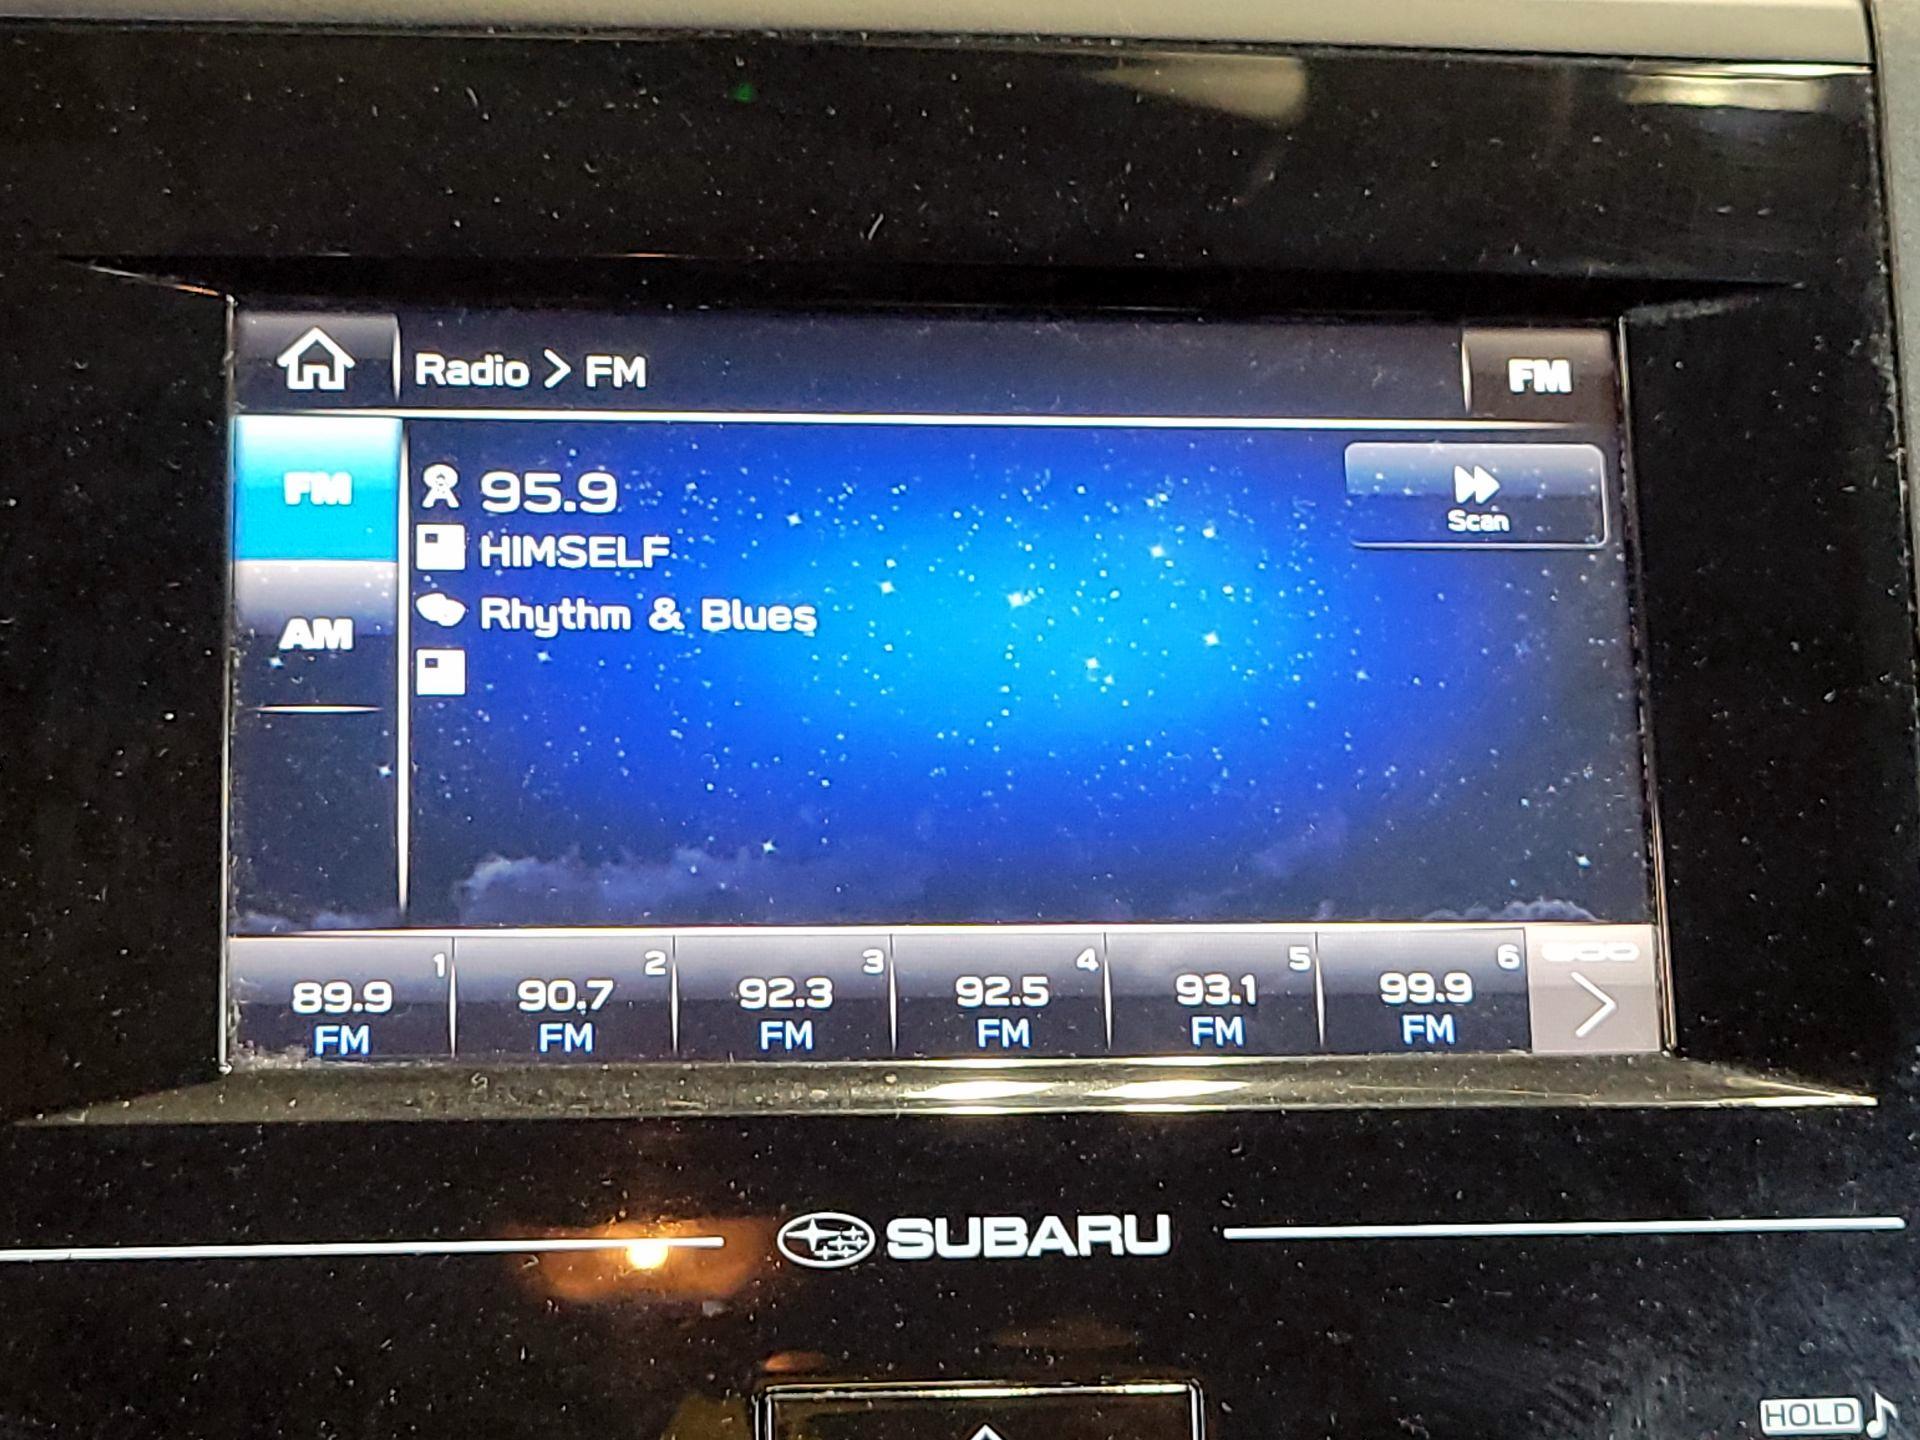 Radio > FM
FM
FM
95.9
Scan
HIMSELF
Rhythm & Blues
AM
1
89.9
FM
2
90.7
FM
3
92.3
FM
4
92.5
FM
5
93.1
FM
6
99.9
FM
SUBARU
HOLD